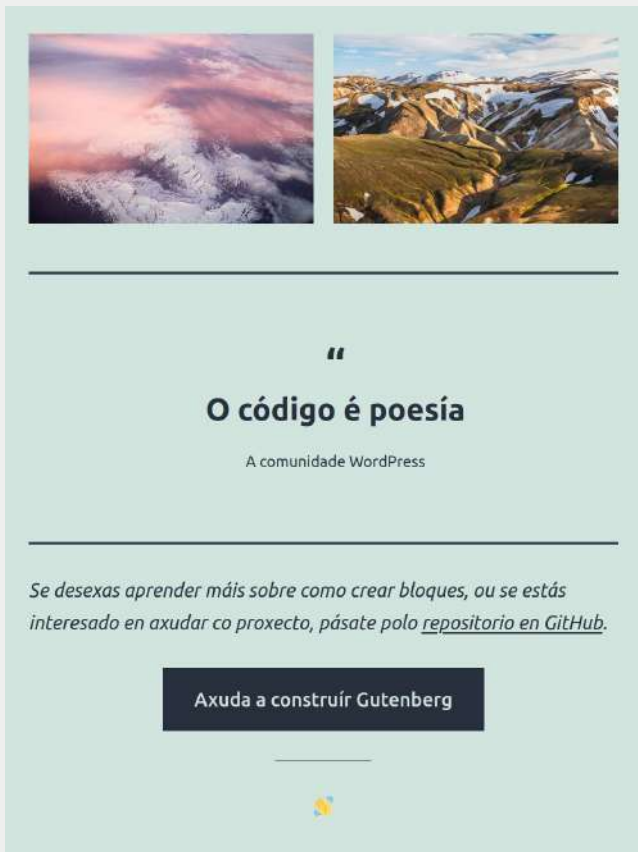 “
O código é poesía
A comunidade WordPress
Se desexas aprender máis sobre como crear bloques, ou se estás
interesado en axudar co proxecto, pásate polo repositorio en GitHub.
Axuda a construír Gutenberg